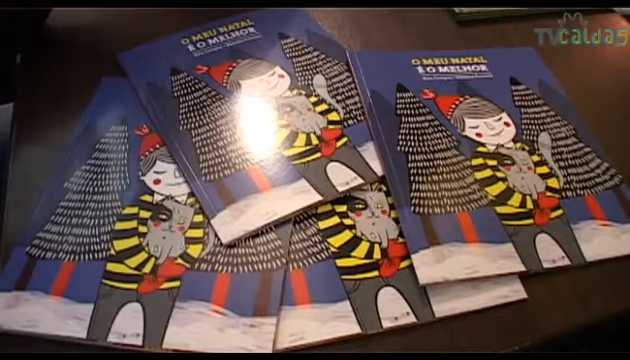 TVcaldas
O MEU NATAL
É O MELHOR
O MEU NATAL
É O MELHOR